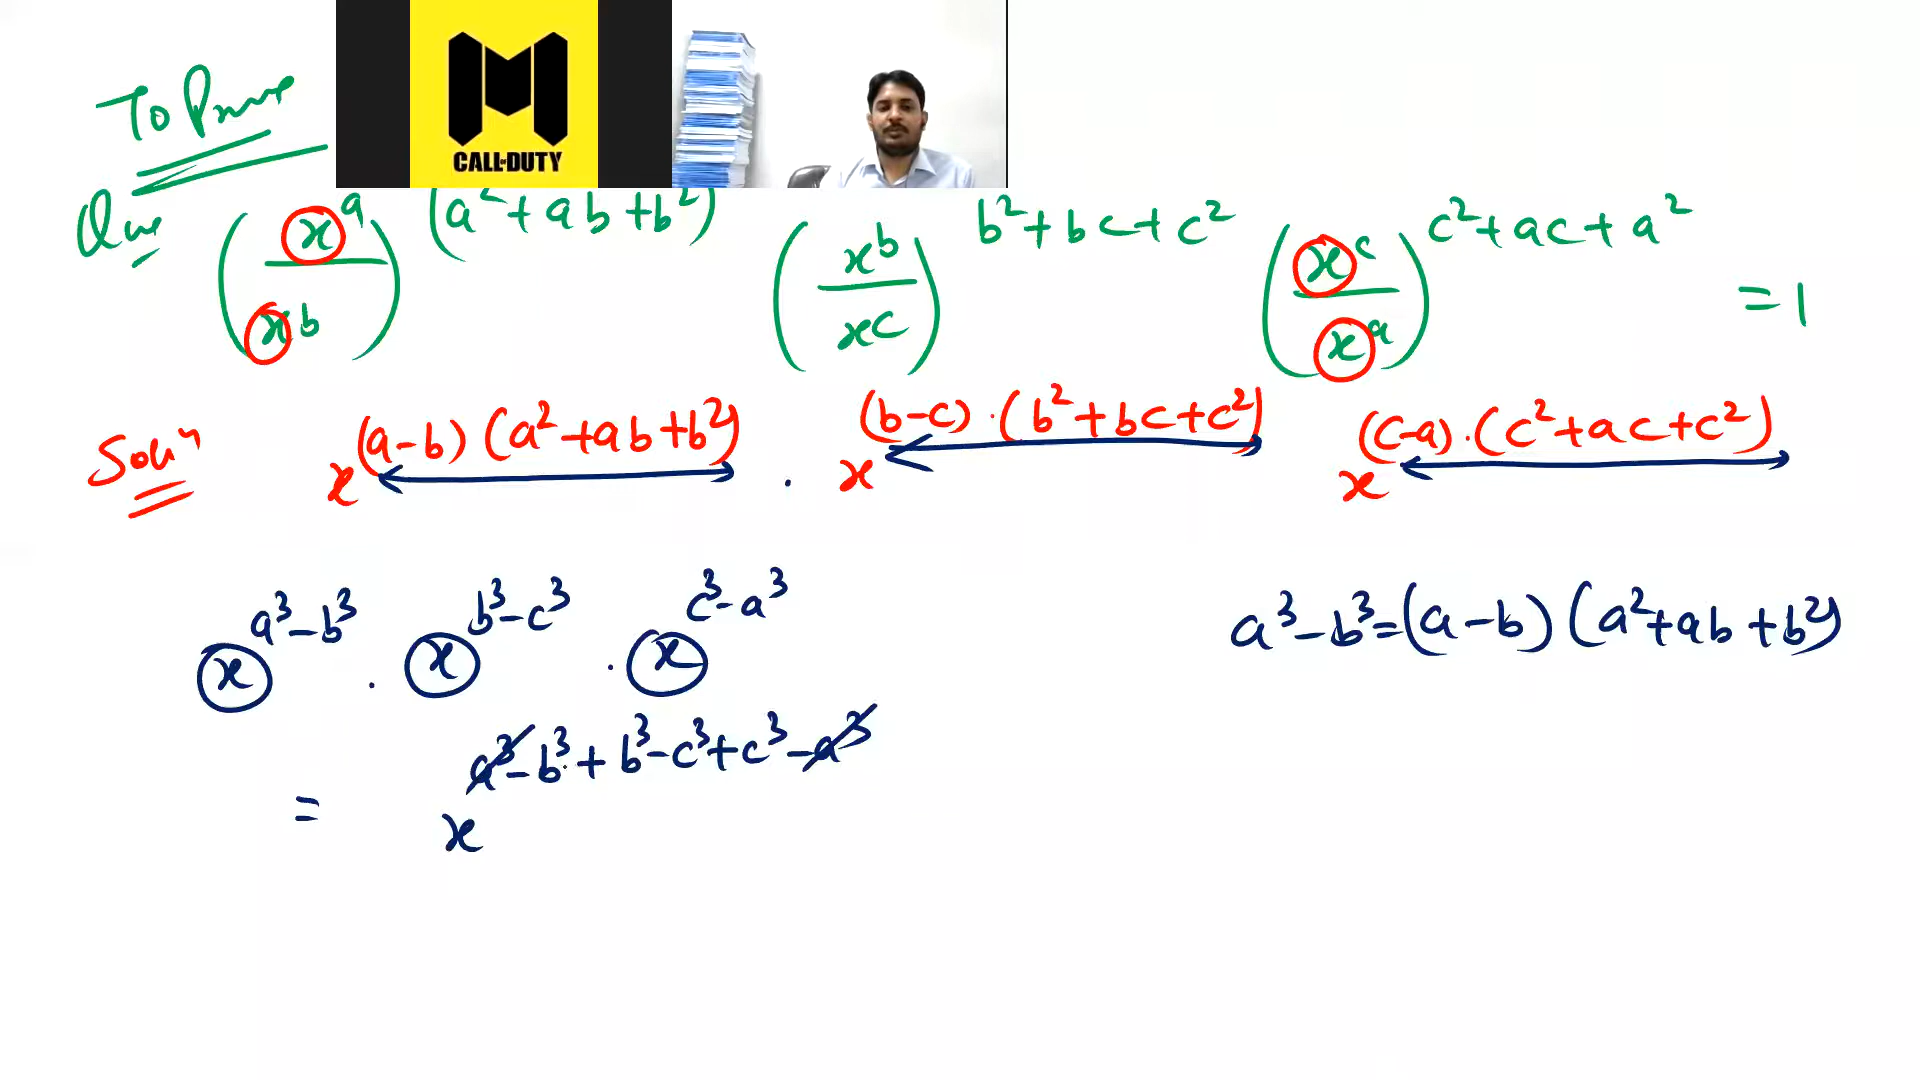 CALL OF DUTY
To Prove
Que (x^a / x^b)^(a²+ab+b²) (x^b / x^c)^b²+bc+c² (x^c / x^a)^c²+ac+a² = 1
Solⁿ x^(a-b)(a²+ab+b²) . x^(b-c).(b²+bc+c²) x^(c-a).(c²+ac+c²)
x^a³-b³ . x^b³-c³ . x^c³-a³
a³-b³=(a-b)(a²+ab+b²)
= x^a³-b³+b³-c³+c³-a³